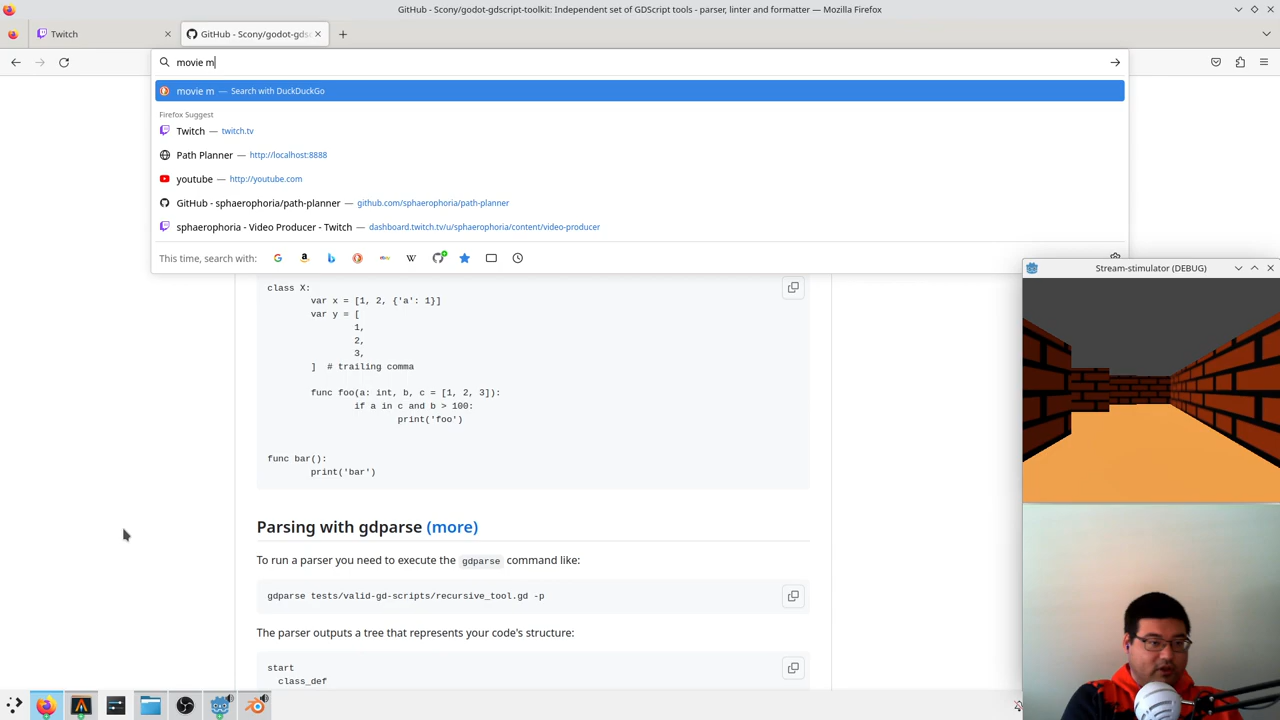 GitHub - Scony/godot-gdscript-toolkit: Independent set of GDScript tools - parser, linter and formatter — Mozilla Firefox
Twitch
GitHub - Scony/godot-gds
movie m
movie m — Search with DuckDuckGo
Firefox Suggest
Twitch — twitch.tv
Path Planner — http://localhost:8888
youtube — http://youtube.com
GitHub - sphaerophoria/path-planner — github.com/sphaerophoria/path-planner
sphaerophoria - Video Producer - Twitch — dashboard.twitch.tv/u/sphaerophoria/content/video-producer
This time, search with:
Stream-stimulator (DEBUG)
class X:
var x = [1, 2, {'a': 1}]
var y = [
1,
2,
3,
] # trailing comma
func foo(a: int, b, c = [1, 2, 3]):
if a in c and b > 100:
print('foo')
func bar():
print('bar')
Parsing with gdparse (more)
To run a parser you need to execute the gdparse command like:
gdparse tests/valid-gd-scripts/recursive_tool.gd -p
The parser outputs a tree that represents your code's structure:
start
class_def